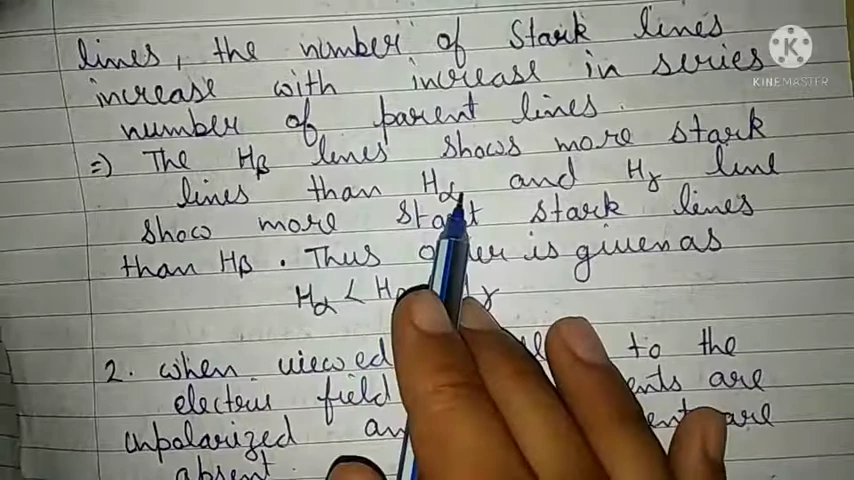 lines, the number of Stark lines
increase with increase in series
number of parent lines.
=) The Hβ lines shows more stark
lines than Hα and Hγ line
show more start stark lines
than Hβ. Thus is given as
Hα <
2. when viewed to the
electric field are
unpolarized are
absent
K
KINEMASTER